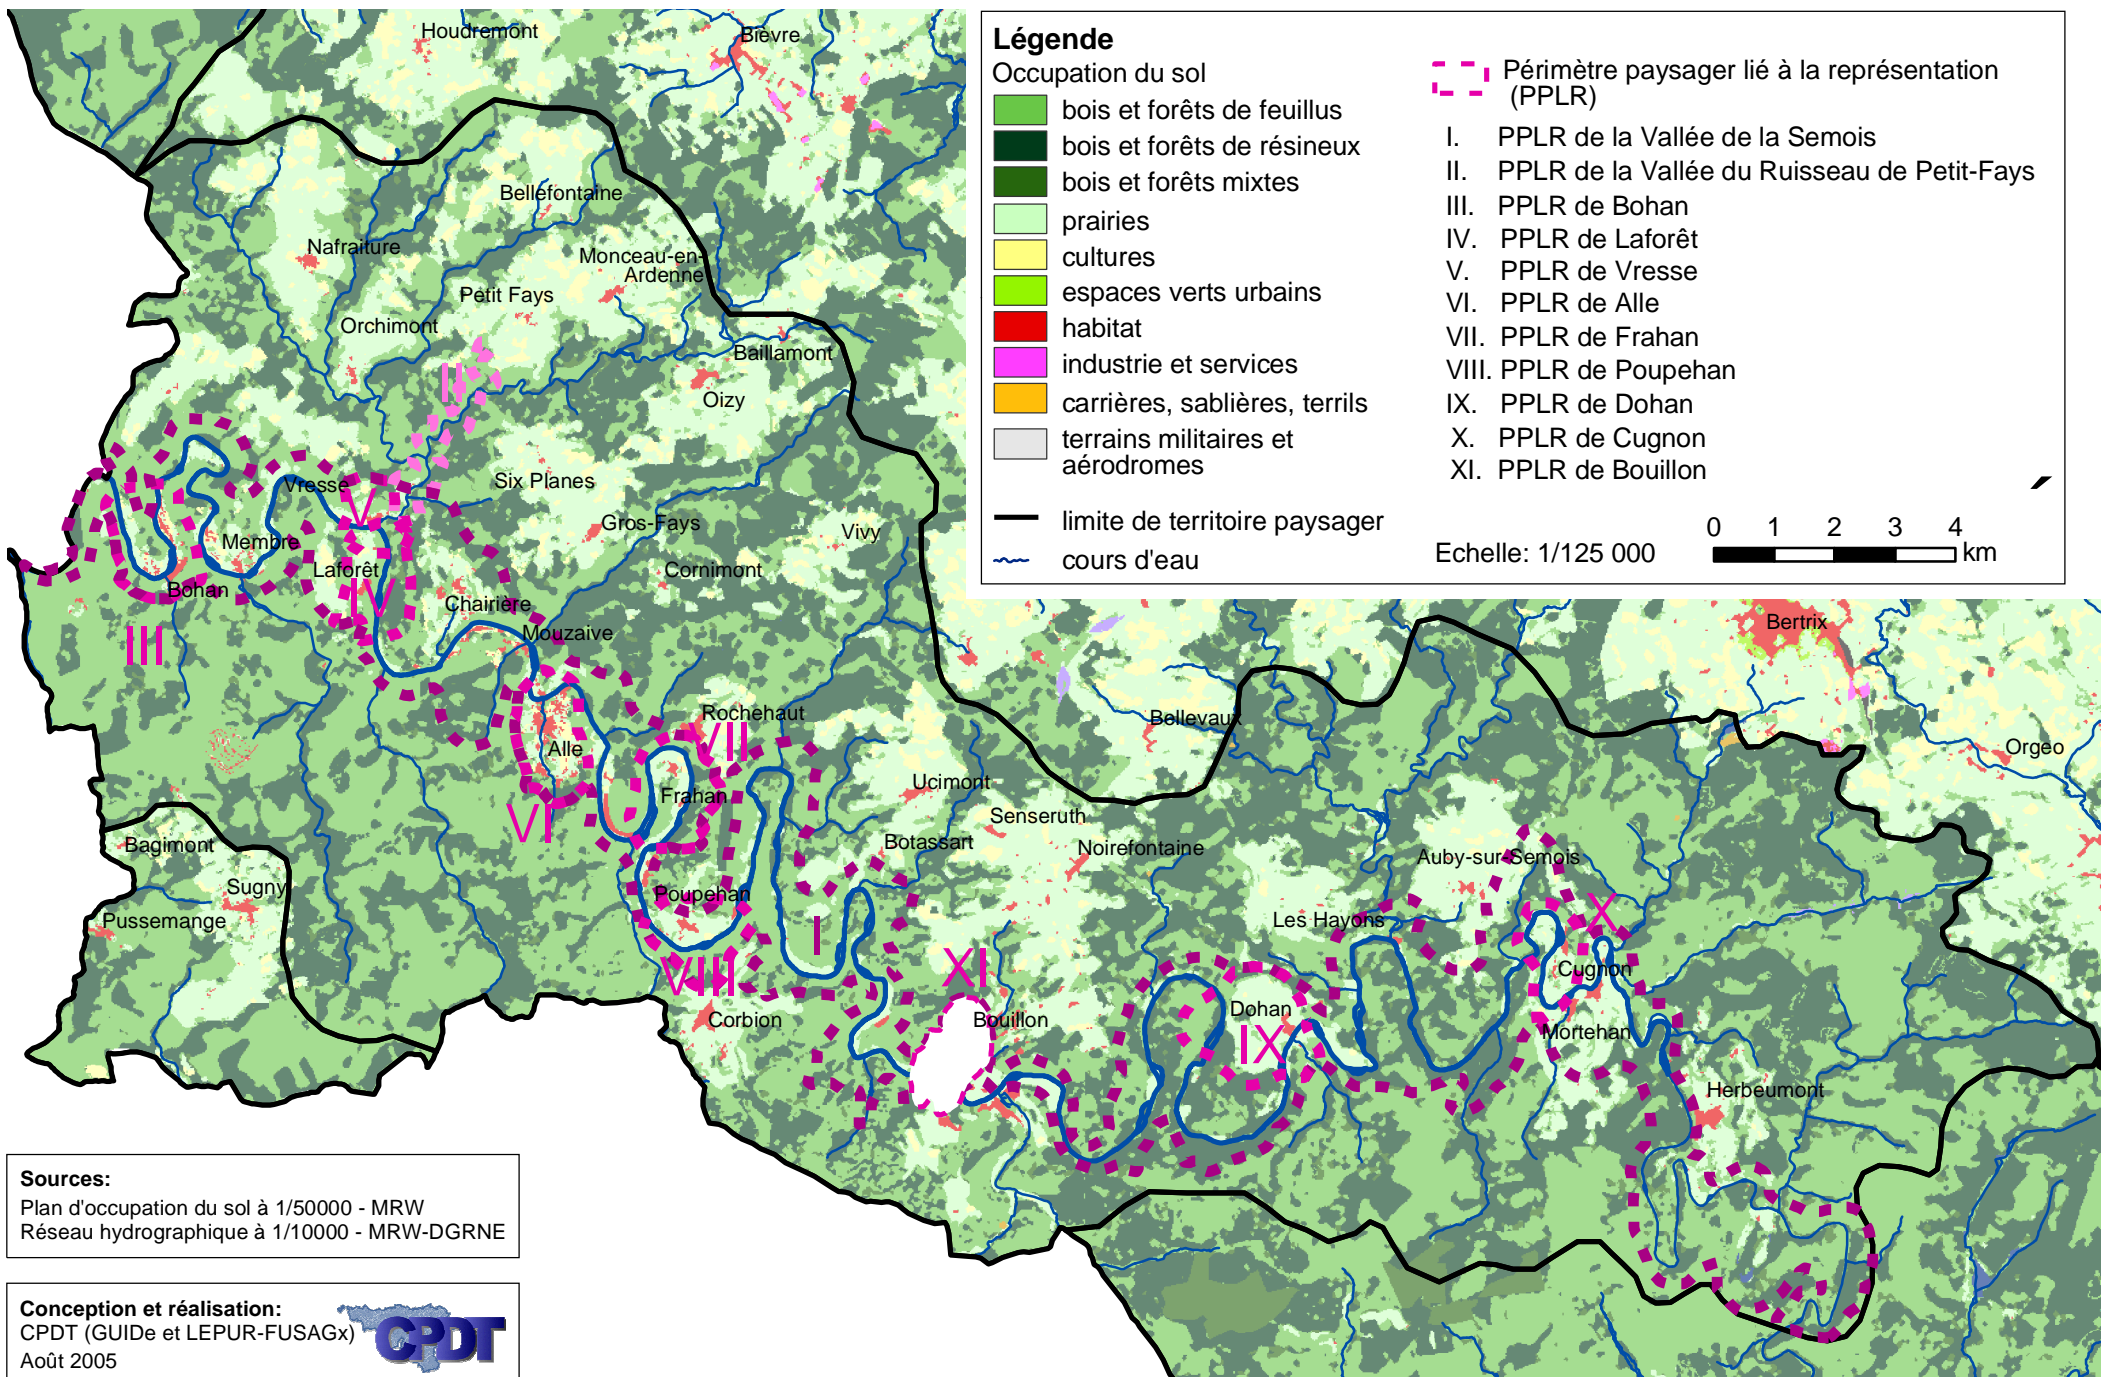 Légende
Occupation du sol
bois et forêts de feuillus
bois et forêts de résineux
bois et forêts mixtes
prairies
cultures
espaces verts urbains
habitat
industrie et services
carrières, sablières, terrils
terrains militaires et
aérodromes
limite de territoire paysager
cours d'eau
Périmètre paysager lié à la représentation
(PPLR)
I. PPLR de la Vallée de la Semois
II. PPLR de la Vallée du Ruisseau de Petit-Fays
III. PPLR de Bohan
IV. PPLR de Laforêt
V. PPLR de Vresse
VI. PPLR de Alle
VII. PPLR de Frahan
VIII. PPLR de Poupehan
IX. PPLR de Dohan
X. PPLR de Cugnon
XI. PPLR de Bouillon
Echelle: 1/125 000
0 1 2 3 4
km
Houdremont
Bièvre
Bellefontaine
Nafraiture
Monceau-en-
Ardenne
Petit Fays
Orchimont
II
Baillamont
Oizy
Vresse
V
Six Planes
Gros-Fays
Vivy
Membre
Laforêt
Cornimont
Bohan
IV
Chairière
III
Mouzaive
Bertrix
Rochehaut
VII
Bellevaux
Alle
Orgeo
Frahan
Ucimont
VI
Senseruth
Bagimont
Botassart
Noirefontaine
Auby-sur-Semois
Sugny
Poupehan
Pussemange
Les Hayons
X
I
VIII
XI
Cugnon
Corbion
Bouillon
Dohan
IX
Mortehan
Herbeumont
Sources:
Plan d'occupation du sol à 1/50000 - MRW
Réseau hydrographique à 1/10000 - MRW-DGRNE
Conception et réalisation:
CPDT (GUIDe et LEPUR-FUSAGx)
Août 2005
CPDT